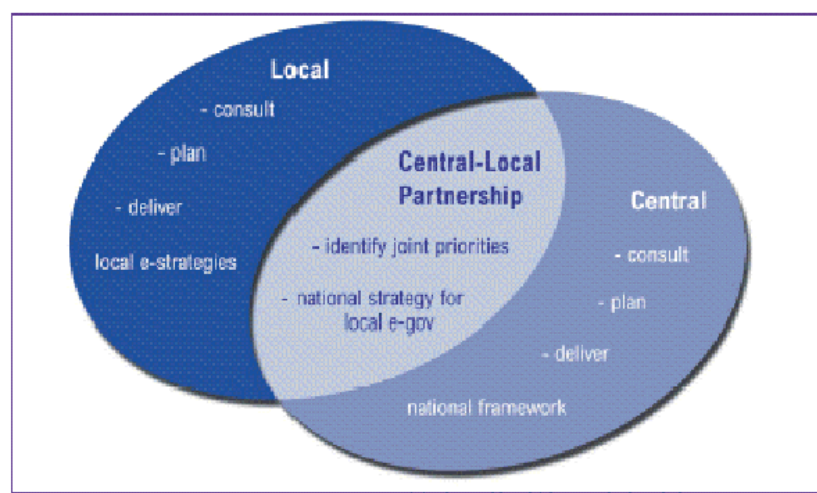 Local
- consult
- plan
- deliver
local e-strategies
Central-Local
Partnership
- identify joint priorities
- national strategy for
local e-gov
Central
- consult
- plan
- deliver
national framework